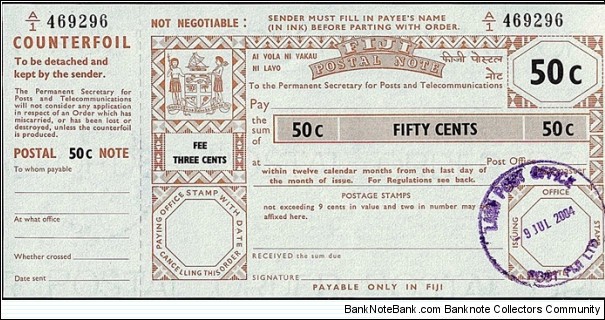 A/1 469296
COUNTERFOIL
To be detached and
kept by the sender.
The Permanent Secretary for
Posts and Telecommunications
will not consider any application
in respect of an Order which has
miscarried, or has been lost or
destroyed, unless the counterfoil
is produced.
POSTAL 50c NOTE
To whom payable
At what office
Whether crossed
Date sent
NOT NEGOTIABLE :
SENDER MUST FILL IN PAYEE'S NAME
(IN INK) BEFORE PARTING WITH ORDER.
A/1 469296
FIJI
POSTAL NOTE
AI VOLA NI VAKAU
NI LAVO
फीजी पोस्टल
नोट
50c
To the Permanent Secretary for Posts and Telecommunications
Pay
the sum of
50c FIFTY CENTS 50c
FEE
THREE CENTS
at Post Office
within twelve calendar months from the last day of
the month of issue. For Regulations see back.
POSTAGE STAMPS
not exceeding 9 cents in value and two in number may
affixed here.
PAYING OFFICE STAMP WITH DATE
CANCELLING THIS ORDER
ISSUING OFFICE
POST OFFICE
9 JUL 2004
POST FIJI LTD
RECEIVED the sum due
SIGNATURE
PAYABLE ONLY IN FIJI
BankNoteBank.com - Banknote Collectors Community